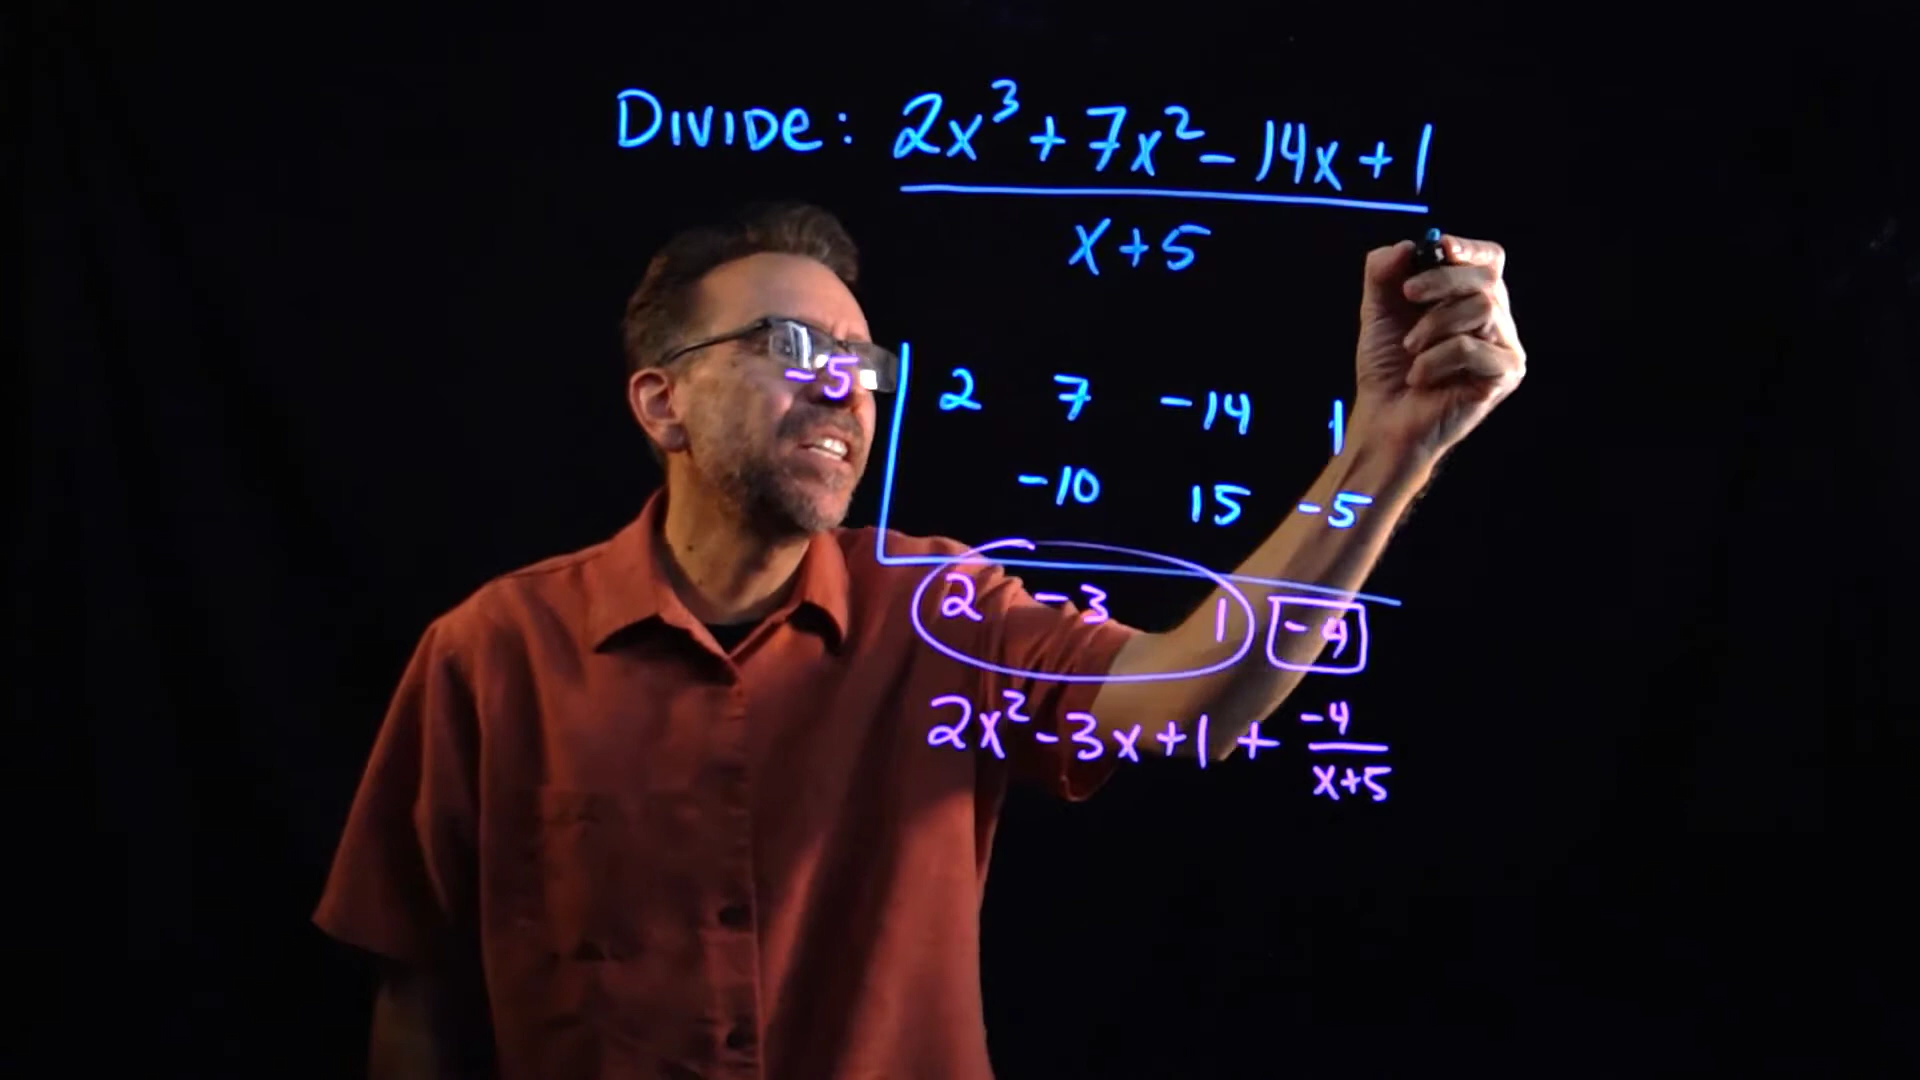 DIVIDE: 2x³ + 7x² - 14x + 1
x + 5
-5 2 7 -14 1
-10 15 -5
2 -3 1 -4
2x² - 3x + 1 + -4
x+5